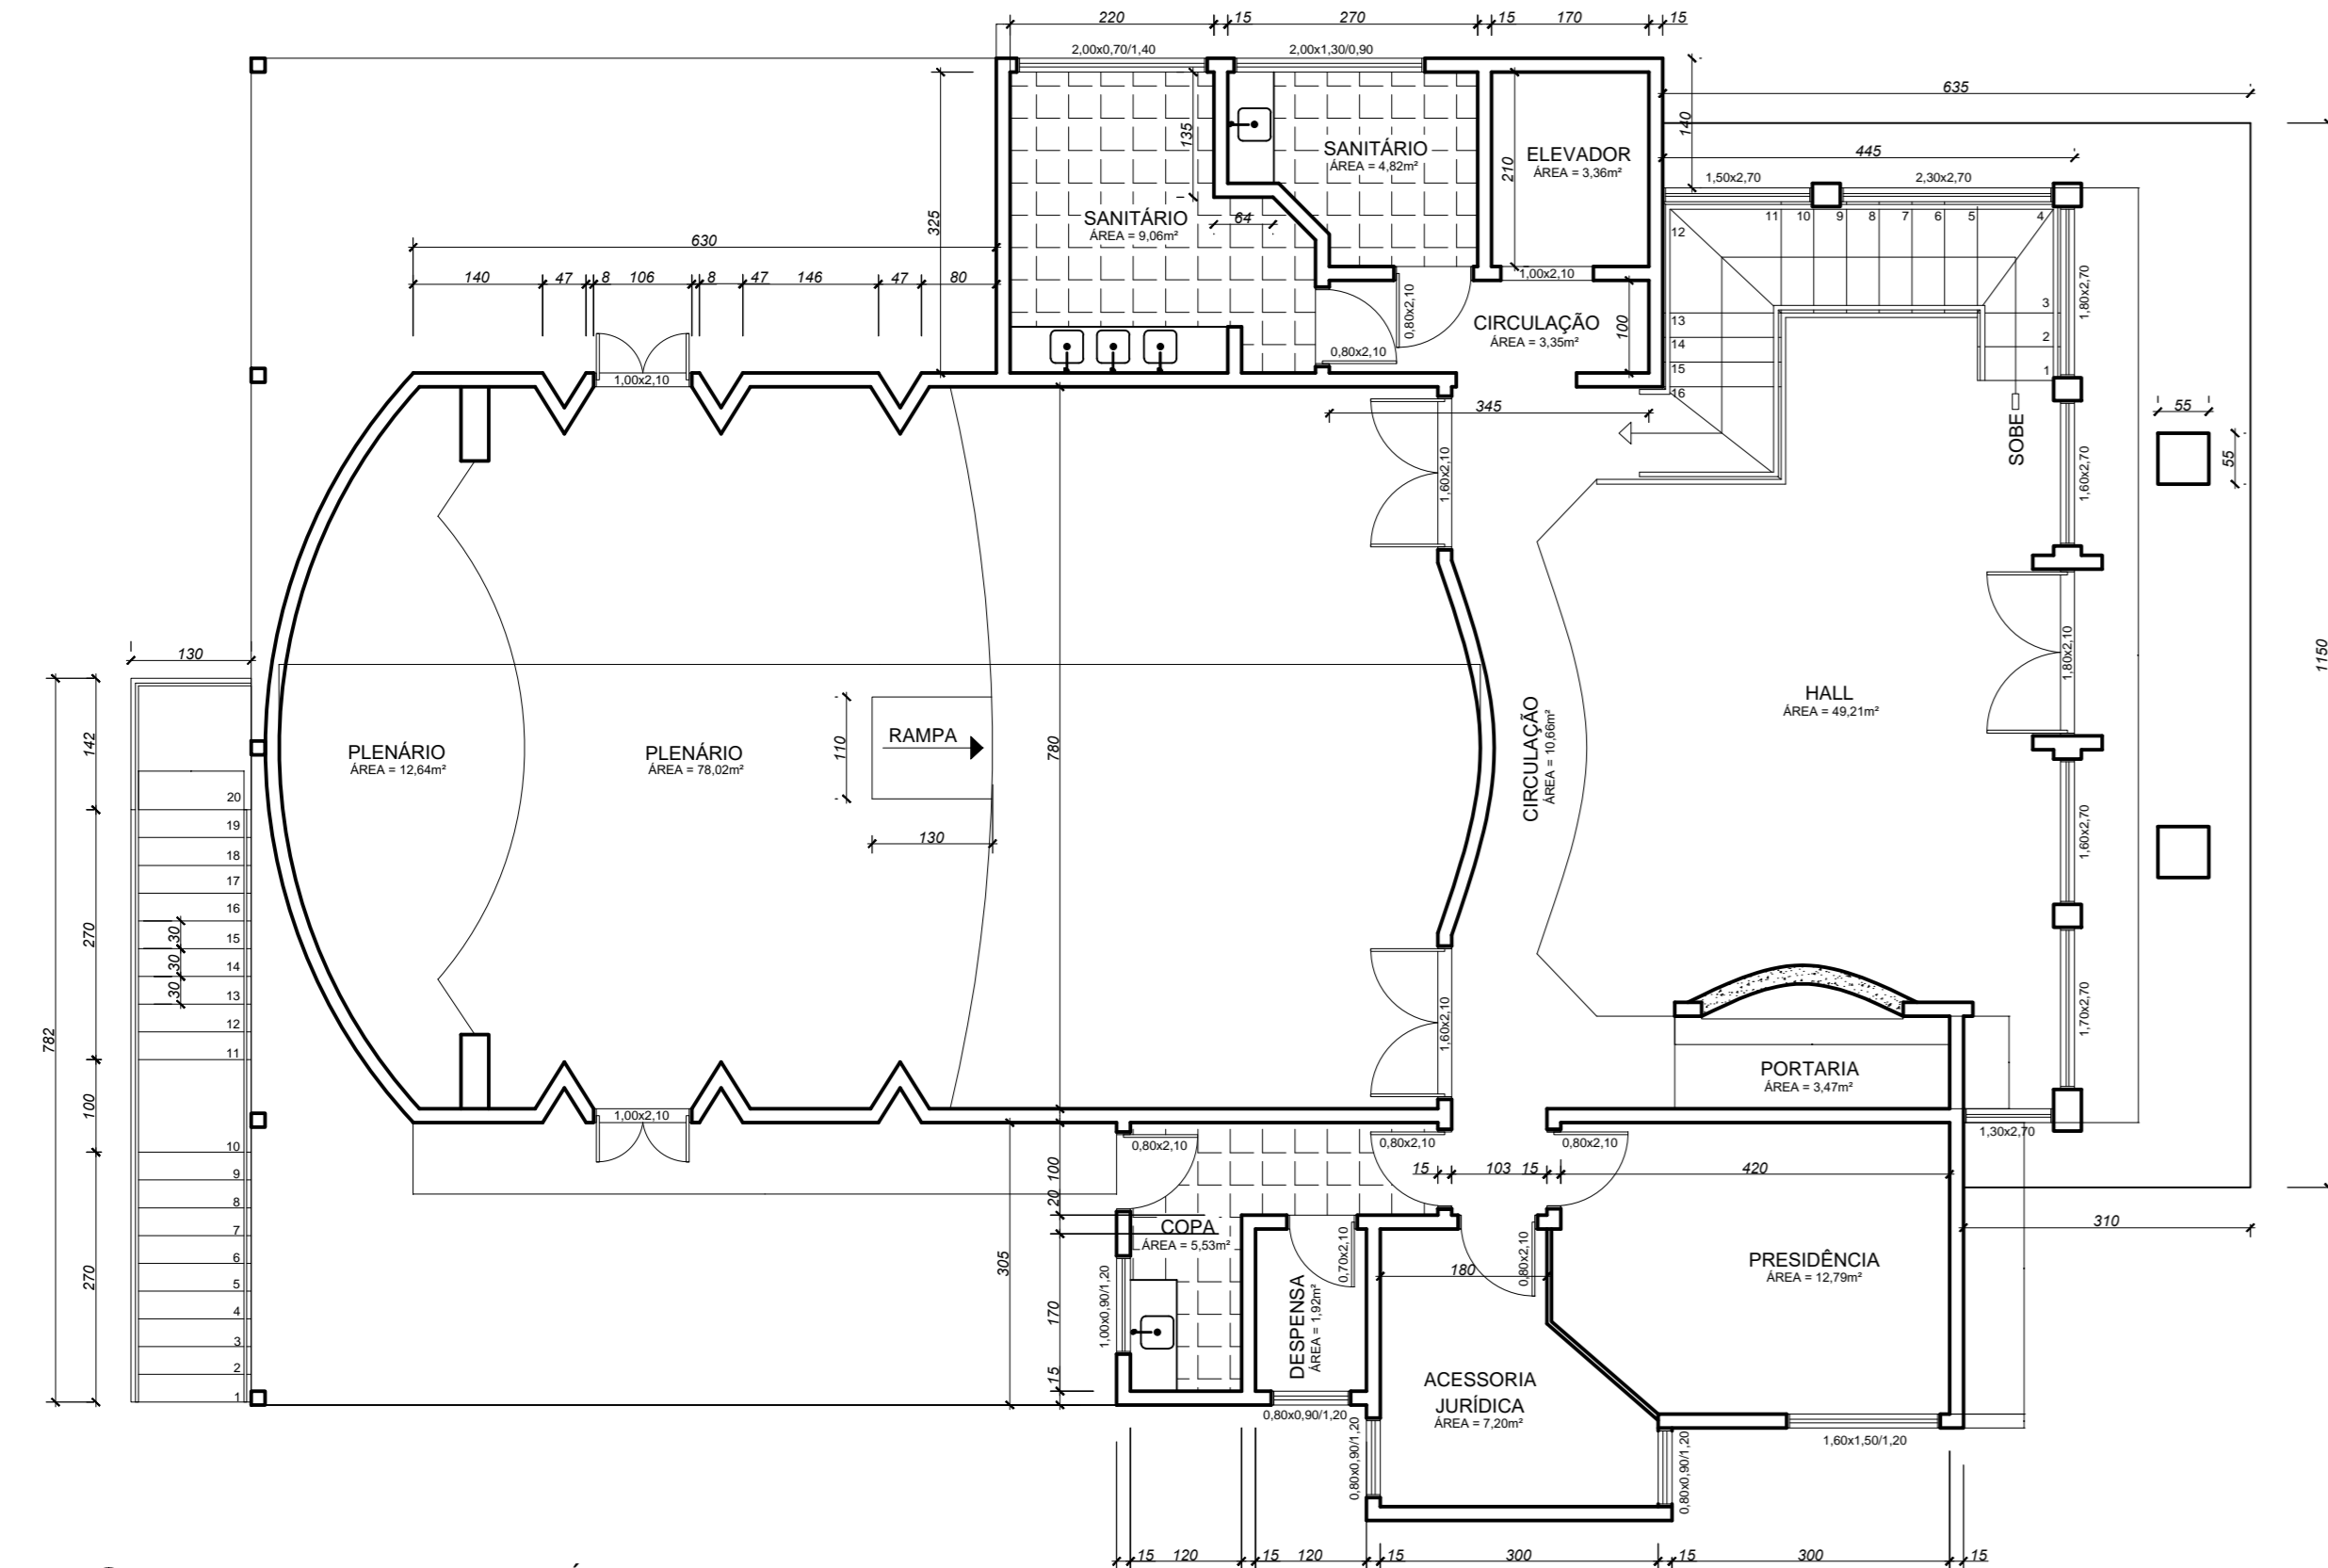 220
15
270
15
170
15
2,00x0,70/1,40
2,00x1,30/0,90
635
325
135
140
445
SANITÁRIO
ÁREA = 4,82m²
ELEVADOR
ÁREA = 3,36m²
210
1,50x2,70
2,30x2,70
SANITÁRIO
ÁREA = 9,06m²
64
12
11
10
9
8
7
6
5
4
630
140
47
8
106
8
47
146
47
80
1,00x2,10
0,80x2,10
0,80x2,10
CIRCULAÇÃO
ÁREA = 3,35m²
100
13
14
15
16
3
2
1
1,80x2,70
1,00x2,10
345
SOBE
55
55
1,60x2,10
1,60x2,70
130
782
142
270
100
270
1,80x2,10
1150
HALL
ÁREA = 49,21m²
CIRCULAÇÃO
ÁREA = 10,66m²
PLENÁRIO
ÁREA = 12,64m²
PLENÁRIO
ÁREA = 78,02m²
110
RAMPA
130
780
1,60x2,70
20
19
18
17
16
15
14
13
12
11
30
30
30
1,60x2,10
1,70x2,70
PORTARIA
ÁREA = 3,47m²
1,00x2,10
0,80x2,10
0,80x2,10
0,80x2,10
1,30x2,70
10
9
8
7
6
5
4
3
2
1
305
100
20
170
15
15
103
15
420
310
COPA
ÁREA = 5,53m²
1,00x0,90/1,20
DESPENSA
ÁREA = 1,92m²
0,70x2,10
180
0,80x2,10
PRESIDÊNCIA
ÁREA = 12,79m²
ACESSORIA
JURÍDICA
ÁREA = 7,20m²
0,80x0,90/1,20
0,80x0,90/1,20
0,80x0,90/1,20
1,60x1,50/1,20
15
120
15
120
15
300
15
300
15